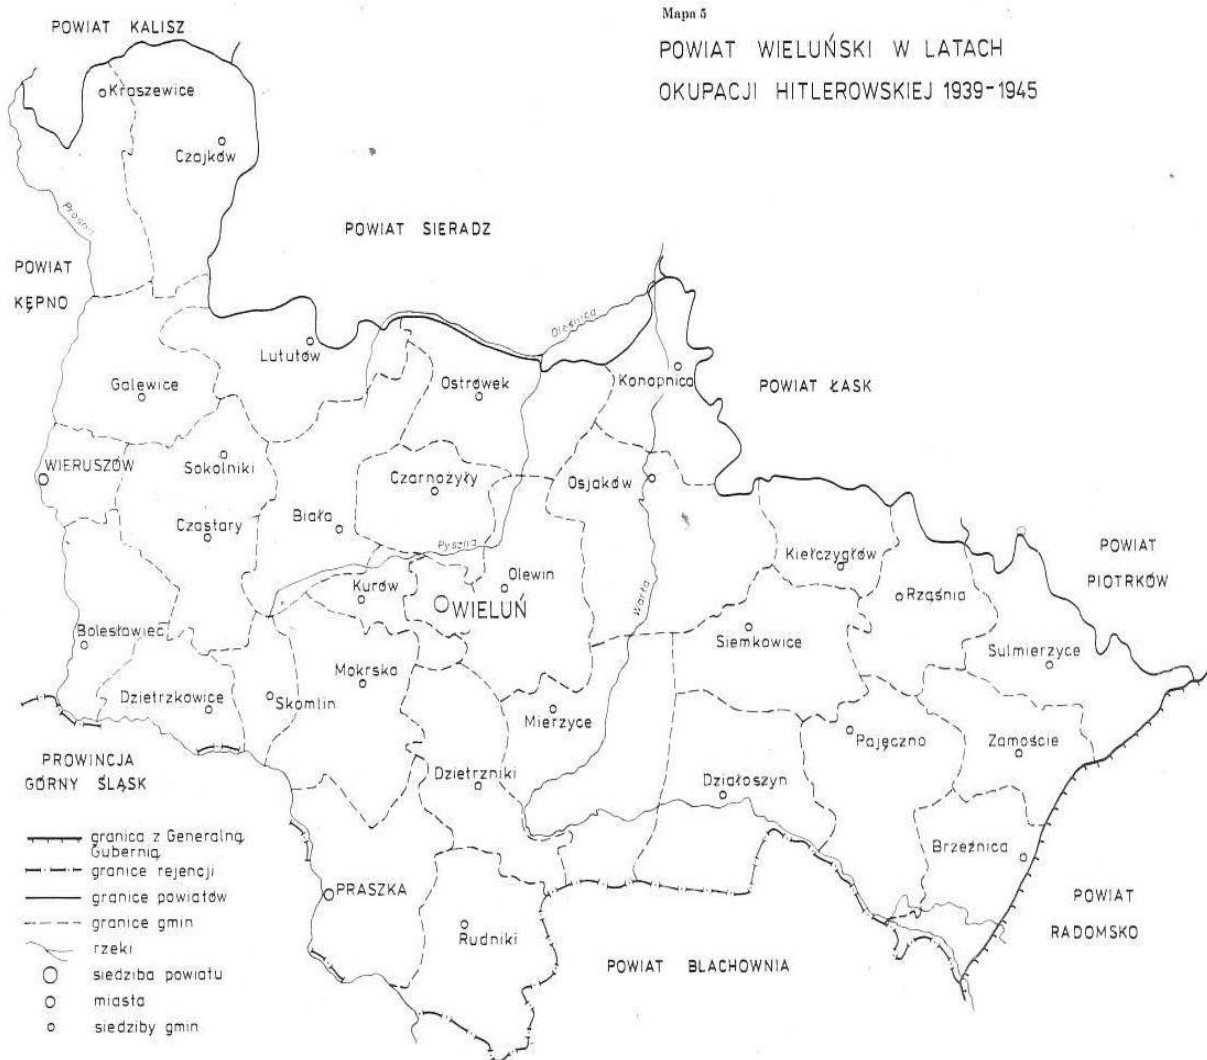 Mapa 5
POWIAT WIELUŃSKI W LATACH
OKUPACJI HITLEROWSKIEJ 1939-1945
POWIAT KALISZ
Kraszewice
Czajków
Prosna
POWIAT SIERADZ
POWIAT
KĘPNO
Oleśnica
Lututów
Galewice
Ostrówek
Konopnica
POWIAT ŁASK
WIERUSZÓW
Sokolniki
Czarnożyły
Osjaków
Czastary
Biała
Pyszna
Kiełczygłów
POWIAT
PIOTRKÓW
Kurów
Olewin
WIELUŃ
Warta
Rząśnia
Bolesławiec
Siemkowice
Sulmierzyce
Mokrsko
Dzietrzkowice
Skomlin
Mierzyce
Pajęczno
Zamoście
PROWINCJA
GÓRNY ŚLĄSK
Dzietrzniki
Działoszyn
Brzeźnica
PRASZKA
Rudniki
POWIAT
RADOMSKO
POWIAT BLACHOWNIA
granica z Generalną
Gubernią
granice rejencji
granice powiatów
granice gmin
rzeki
siedziba powiatu
miasta
siedziby gmin